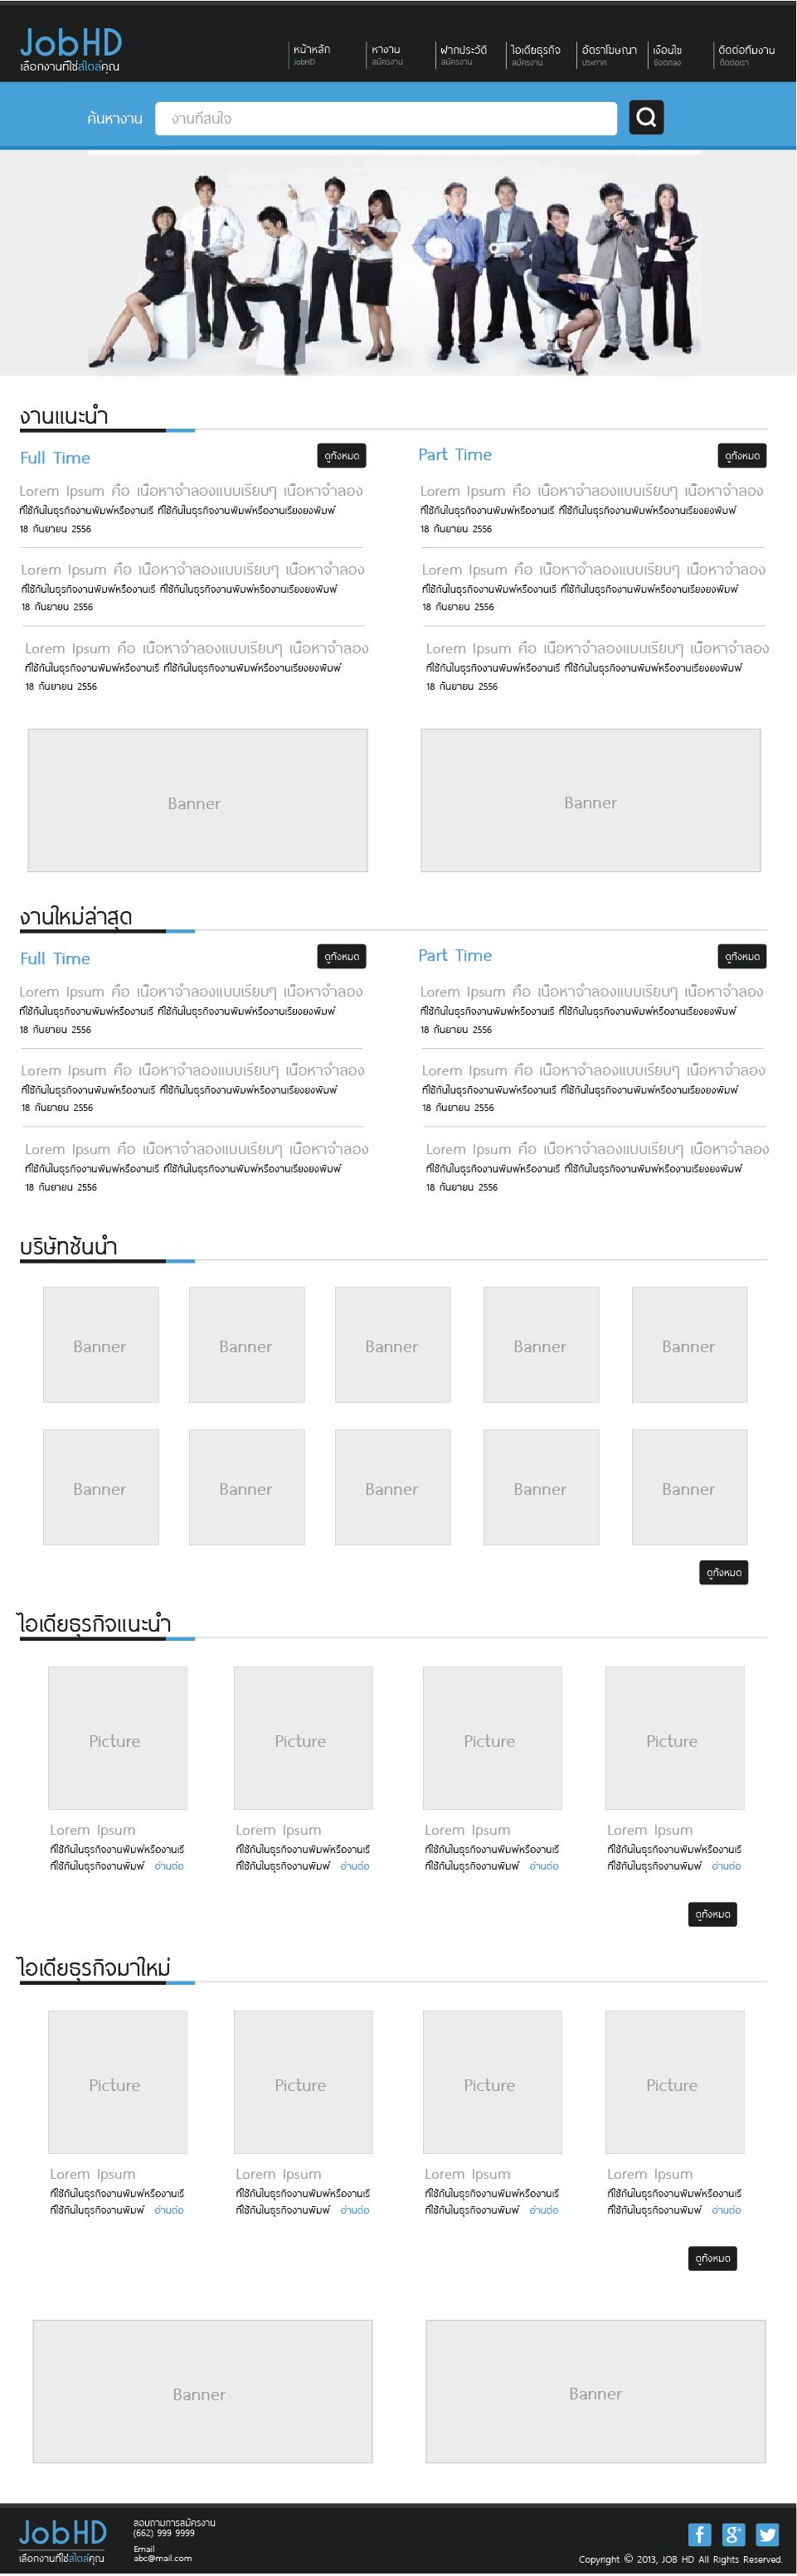 JobHD
เลือกงานที่ใช่สไตล์คุณ
หน้าหลัก
JobHD
หางาน
สมัครงาน
ฝากประวัติ
สมัครงาน
ไอเดียธุรกิจ
สมัครงาน
อัตราโฆษณา
ประกาศ
เงื่อนไข
ข้อตกลง
ติดต่อทีมงาน
ติดต่อเรา
ค้นหางาน
งานที่สนใจ
งานแนะนำ
Full Time
ดูทั้งหมด
Lorem Ipsum คือ เนื้อหาจำลองแบบเรียบๆ เนื้อหาจำลอง
ที่ใช้กันในธุรกิจงานพิมพ์หรืองานเรี ที่ใช้กันในธุรกิจงานพิมพ์หรืองานเรียงยงพิมพ์
18 กันยายน 2556
Lorem Ipsum คือ เนื้อหาจำลองแบบเรียบๆ เนื้อหาจำลอง
ที่ใช้กันในธุรกิจงานพิมพ์หรืองานเรี ที่ใช้กันในธุรกิจงานพิมพ์หรืองานเรียงยงพิมพ์
18 กันยายน 2556
Lorem Ipsum คือ เนื้อหาจำลองแบบเรียบๆ เนื้อหาจำลอง
ที่ใช้กันในธุรกิจงานพิมพ์หรืองานเรี ที่ใช้กันในธุรกิจงานพิมพ์หรืองานเรียงยงพิมพ์
18 กันยายน 2556
Part Time
ดูทั้งหมด
Lorem Ipsum คือ เนื้อหาจำลองแบบเรียบๆ เนื้อหาจำลอง
ที่ใช้กันในธุรกิจงานพิมพ์หรืองานเรี ที่ใช้กันในธุรกิจงานพิมพ์หรืองานเรียงยงพิมพ์
18 กันยายน 2556
Lorem Ipsum คือ เนื้อหาจำลองแบบเรียบๆ เนื้อหาจำลอง
ที่ใช้กันในธุรกิจงานพิมพ์หรืองานเรี ที่ใช้กันในธุรกิจงานพิมพ์หรืองานเรียงยงพิมพ์
18 กันยายน 2556
Lorem Ipsum คือ เนื้อหาจำลองแบบเรียบๆ เนื้อหาจำลอง
ที่ใช้กันในธุรกิจงานพิมพ์หรืองานเรี ที่ใช้กันในธุรกิจงานพิมพ์หรืองานเรียงยงพิมพ์
18 กันยายน 2556
Banner
Banner
งานใหม่ล่าสุด
Full Time
ดูทั้งหมด
Lorem Ipsum คือ เนื้อหาจำลองแบบเรียบๆ เนื้อหาจำลอง
ที่ใช้กันในธุรกิจงานพิมพ์หรืองานเรี ที่ใช้กันในธุรกิจงานพิมพ์หรืองานเรียงยงพิมพ์
18 กันยายน 2556
Lorem Ipsum คือ เนื้อหาจำลองแบบเรียบๆ เนื้อหาจำลอง
ที่ใช้กันในธุรกิจงานพิมพ์หรืองานเรี ที่ใช้กันในธุรกิจงานพิมพ์หรืองานเรียงยงพิมพ์
18 กันยายน 2556
Lorem Ipsum คือ เนื้อหาจำลองแบบเรียบๆ เนื้อหาจำลอง
ที่ใช้กันในธุรกิจงานพิมพ์หรืองานเรี ที่ใช้กันในธุรกิจงานพิมพ์หรืองานเรียงยงพิมพ์
18 กันยายน 2556
Part Time
ดูทั้งหมด
Lorem Ipsum คือ เนื้อหาจำลองแบบเรียบๆ เนื้อหาจำลอง
ที่ใช้กันในธุรกิจงานพิมพ์หรืองานเรี ที่ใช้กันในธุรกิจงานพิมพ์หรืองานเรียงยงพิมพ์
18 กันยายน 2556
Lorem Ipsum คือ เนื้อหาจำลองแบบเรียบๆ เนื้อหาจำลอง
ที่ใช้กันในธุรกิจงานพิมพ์หรืองานเรี ที่ใช้กันในธุรกิจงานพิมพ์หรืองานเรียงยงพิมพ์
18 กันยายน 2556
Lorem Ipsum คือ เนื้อหาจำลองแบบเรียบๆ เนื้อหาจำลอง
ที่ใช้กันในธุรกิจงานพิมพ์หรืองานเรี ที่ใช้กันในธุรกิจงานพิมพ์หรืองานเรียงยงพิมพ์
18 กันยายน 2556
บริษัทชั้นนำ
Banner Banner Banner Banner Banner
Banner Banner Banner Banner Banner
ดูทั้งหมด
ไอเดียธุรกิจแนะนำ
Picture Picture Picture Picture
Lorem Ipsum Lorem Ipsum Lorem Ipsum Lorem Ipsum
ที่ใช้กันในธุรกิจงานพิมพ์หรืองานเรี ที่ใช้กันในธุรกิจงานพิมพ์หรืองานเรี ที่ใช้กันในธุรกิจงานพิมพ์หรืองานเรี ที่ใช้กันในธุรกิจงานพิมพ์หรืองานเรี
ที่ใช้กันในธุรกิจงานพิมพ์ อ่านต่อ ที่ใช้กันในธุรกิจงานพิมพ์ อ่านต่อ ที่ใช้กันในธุรกิจงานพิมพ์ อ่านต่อ ที่ใช้กันในธุรกิจงานพิมพ์ อ่านต่อ
ดูทั้งหมด
ไอเดียธุรกิจมาใหม่
Picture Picture Picture Picture
Lorem Ipsum Lorem Ipsum Lorem Ipsum Lorem Ipsum
ที่ใช้กันในธุรกิจงานพิมพ์หรืองานเรี ที่ใช้กันในธุรกิจงานพิมพ์หรืองานเรี ที่ใช้กันในธุรกิจงานพิมพ์หรืองานเรี ที่ใช้กันในธุรกิจงานพิมพ์หรืองานเรี
ที่ใช้กันในธุรกิจงานพิมพ์ อ่านต่อ ที่ใช้กันในธุรกิจงานพิมพ์ อ่านต่อ ที่ใช้กันในธุรกิจงานพิมพ์ อ่านต่อ ที่ใช้กันในธุรกิจงานพิมพ์ อ่านต่อ
ดูทั้งหมด
Banner
Banner
JobHD
เลือกงานที่ใช่สไตล์คุณ
สอบถามการสมัครงาน
(662) 999 9999
Email
abc@mail.com
f g+
Copyright © 2013, JOB HD All Rights Reserved.